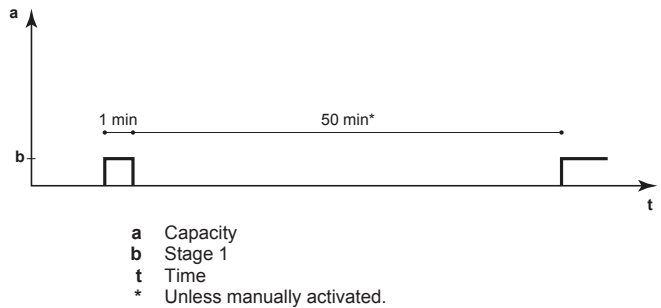 a
1 min 50 min*
b
t
a Capacity
b Stage 1
t Time
* Unless manually activated.